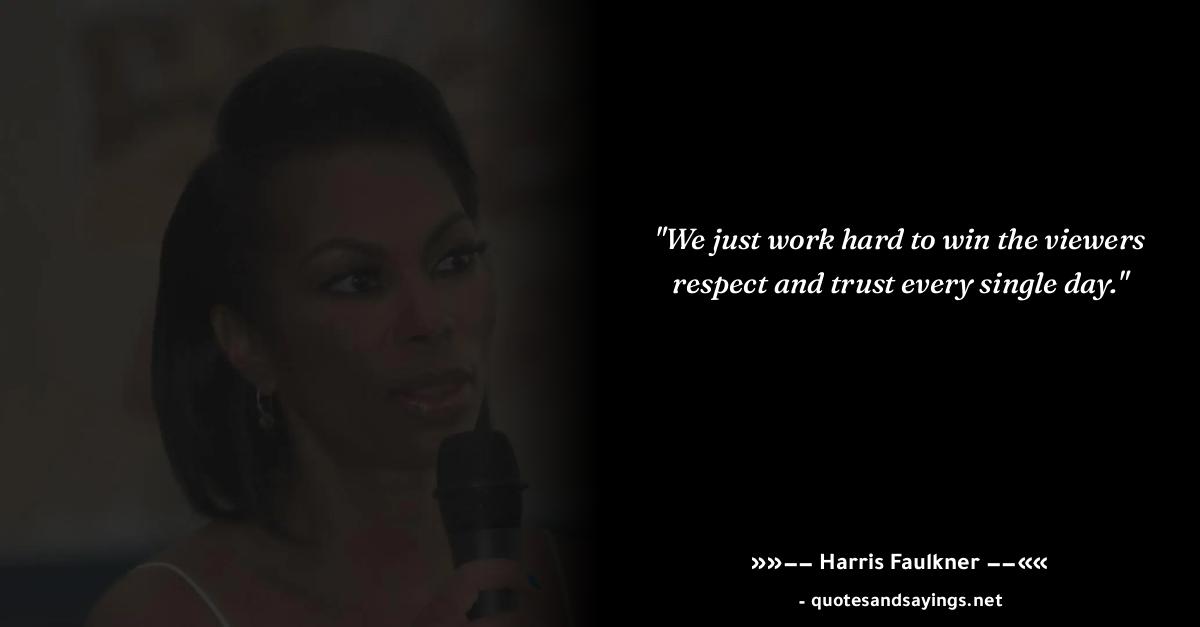 "We just work hard to win the viewers
respect and trust every single day."
»»–– Harris Faulkner ––««
- quotesandsayings.net